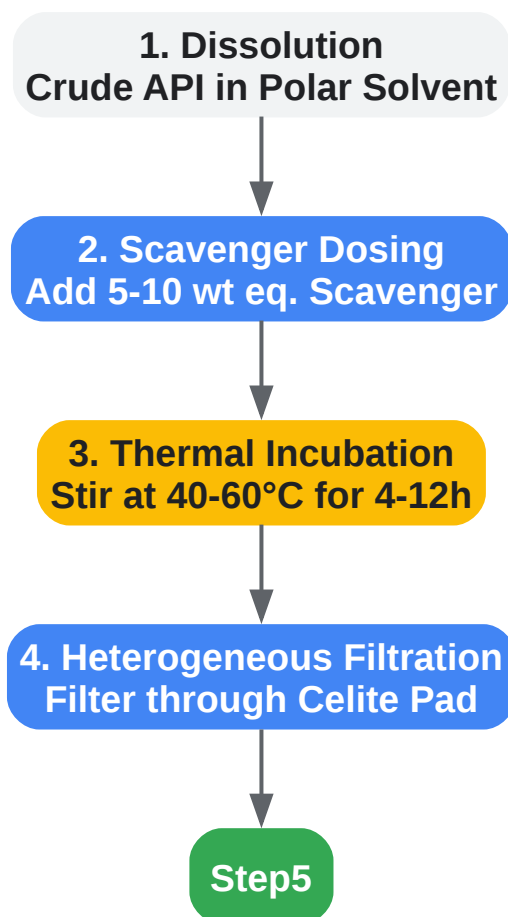 1. Dissolution
Crude API in Polar Solvent
2. Scavenger Dosing
Add 5-10 wt eq. Scavenger
3. Thermal Incubation
Stir at 40-60°C for 4-12h
4. Heterogeneous Filtration
Filter through Celite Pad
Step5